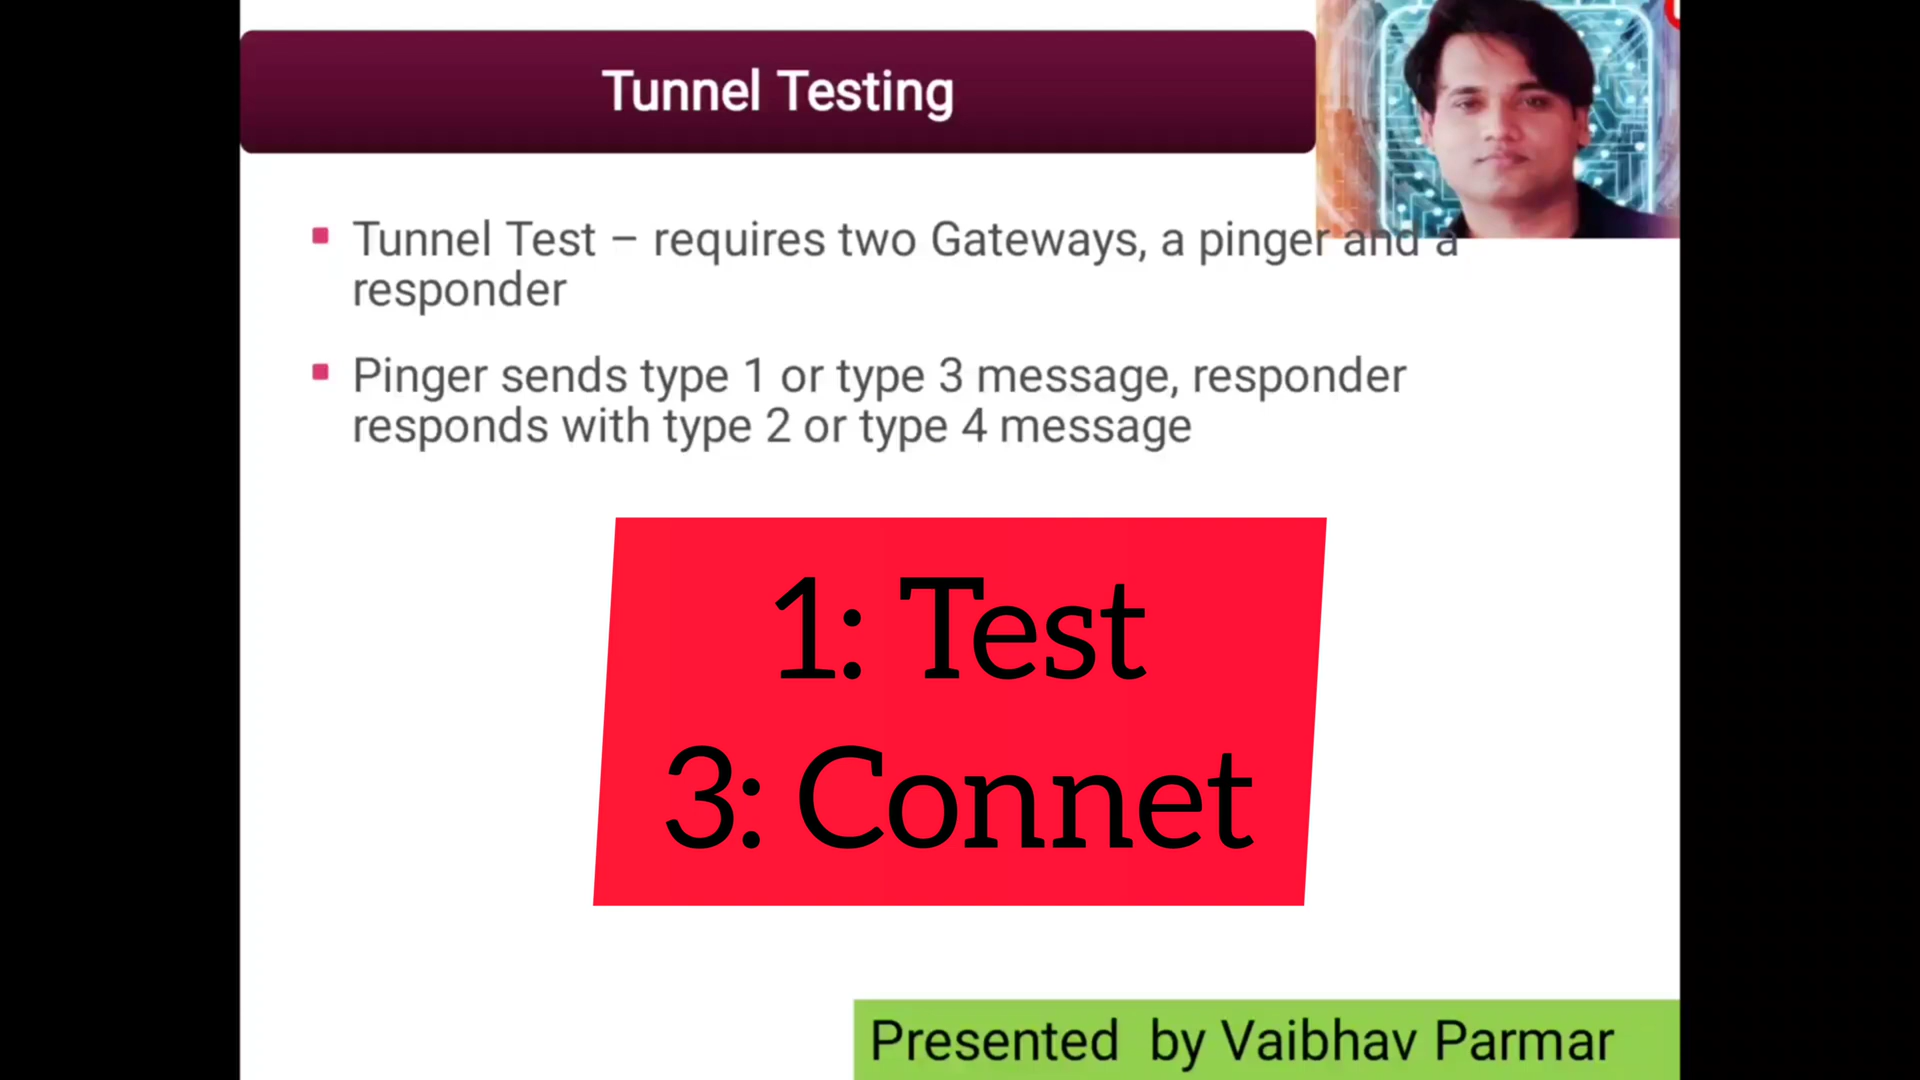 Tunnel Testing
Tunnel Test – requires two Gateways, a pinger and a
responder
Pinger sends type 1 or type 3 message, responder
responds with type 2 or type 4 message
1: Test
3: Connet
Presented by Vaibhav Parmar